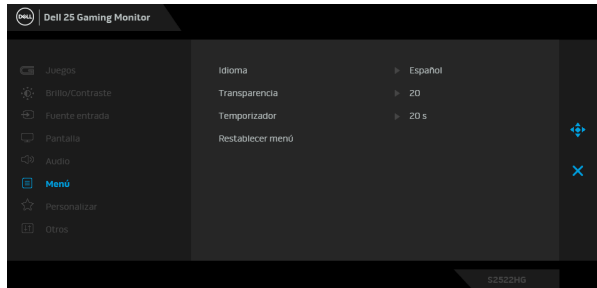 DELL Dell 25 Gaming Monitor
Juegos
Brillo/Contraste
Fuente entrada
Pantalla
Audio
Menú
Personalizar
Otros
Idioma Español
Transparencia 20
Temporizador 20 s
Restablecer menú
S2522HG